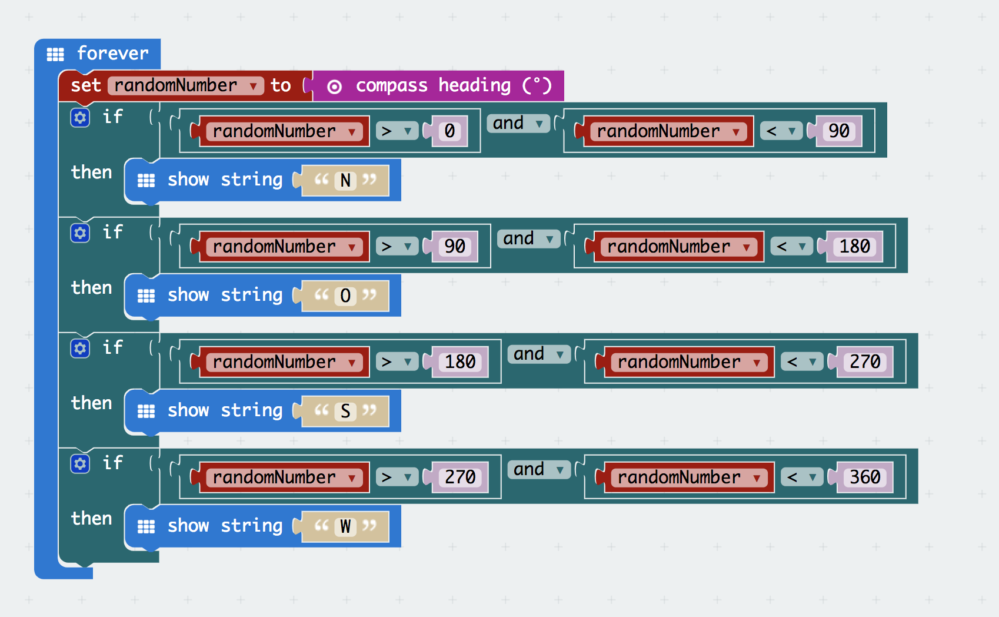 forever
set randomNumber to compass heading (°)
if randomNumber > 0 and randomNumber < 90
then show string “ N ”
if randomNumber > 90 and randomNumber < 180
then show string “ O ”
if randomNumber > 180 and randomNumber < 270
then show string “ S ”
if randomNumber > 270 and randomNumber < 360
then show string “ W ”